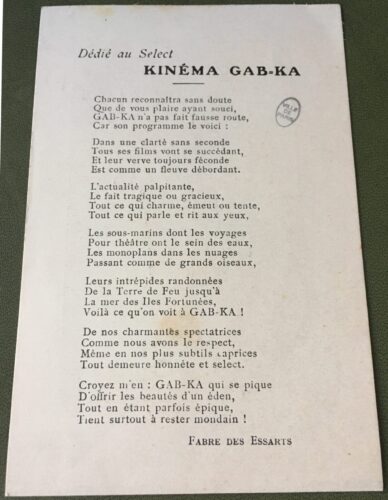 Dédié au Select
KINÉMA GAB-KA
Chacun reconnaîtra sans doute
Que de vous plaire ayant souci,
GAB-KA n'a pas fait fausse route,
Car son programme le voici :
VILLE
DE
PARIS
Dans une clarté sans seconde
Tous ses films vont se succédant,
Et leur verve toujours féconde
Est comme un fleuve débordant.
L'actualité palpitante,
Le fait tragique ou gracieux,
Tout ce qui charme, émeut ou tente,
Tout ce qui parle et rit aux yeux,
Les sous-marins dont les voyages
Pour théâtre ont le sein des eaux,
Les monoplans dans les nuages
Passant comme de grands oiseaux,
Leurs intrépides randonnées
De la Terre de Feu jusqu'à
La mer des Iles Fortunées,
Voilà ce qu'on voit à GAB-KA !
De nos charmantes spectatrices
Comme nous avons le respect,
Même en nos plus subtils caprices
Tout demeure honnête et select.
Croyez m'en : GAB-KA qui se pique
D'offrir les beautés d'un éden,
Tout en étant parfois épique,
Tient surtout à rester mondain !
FABRE DES ESSARTS